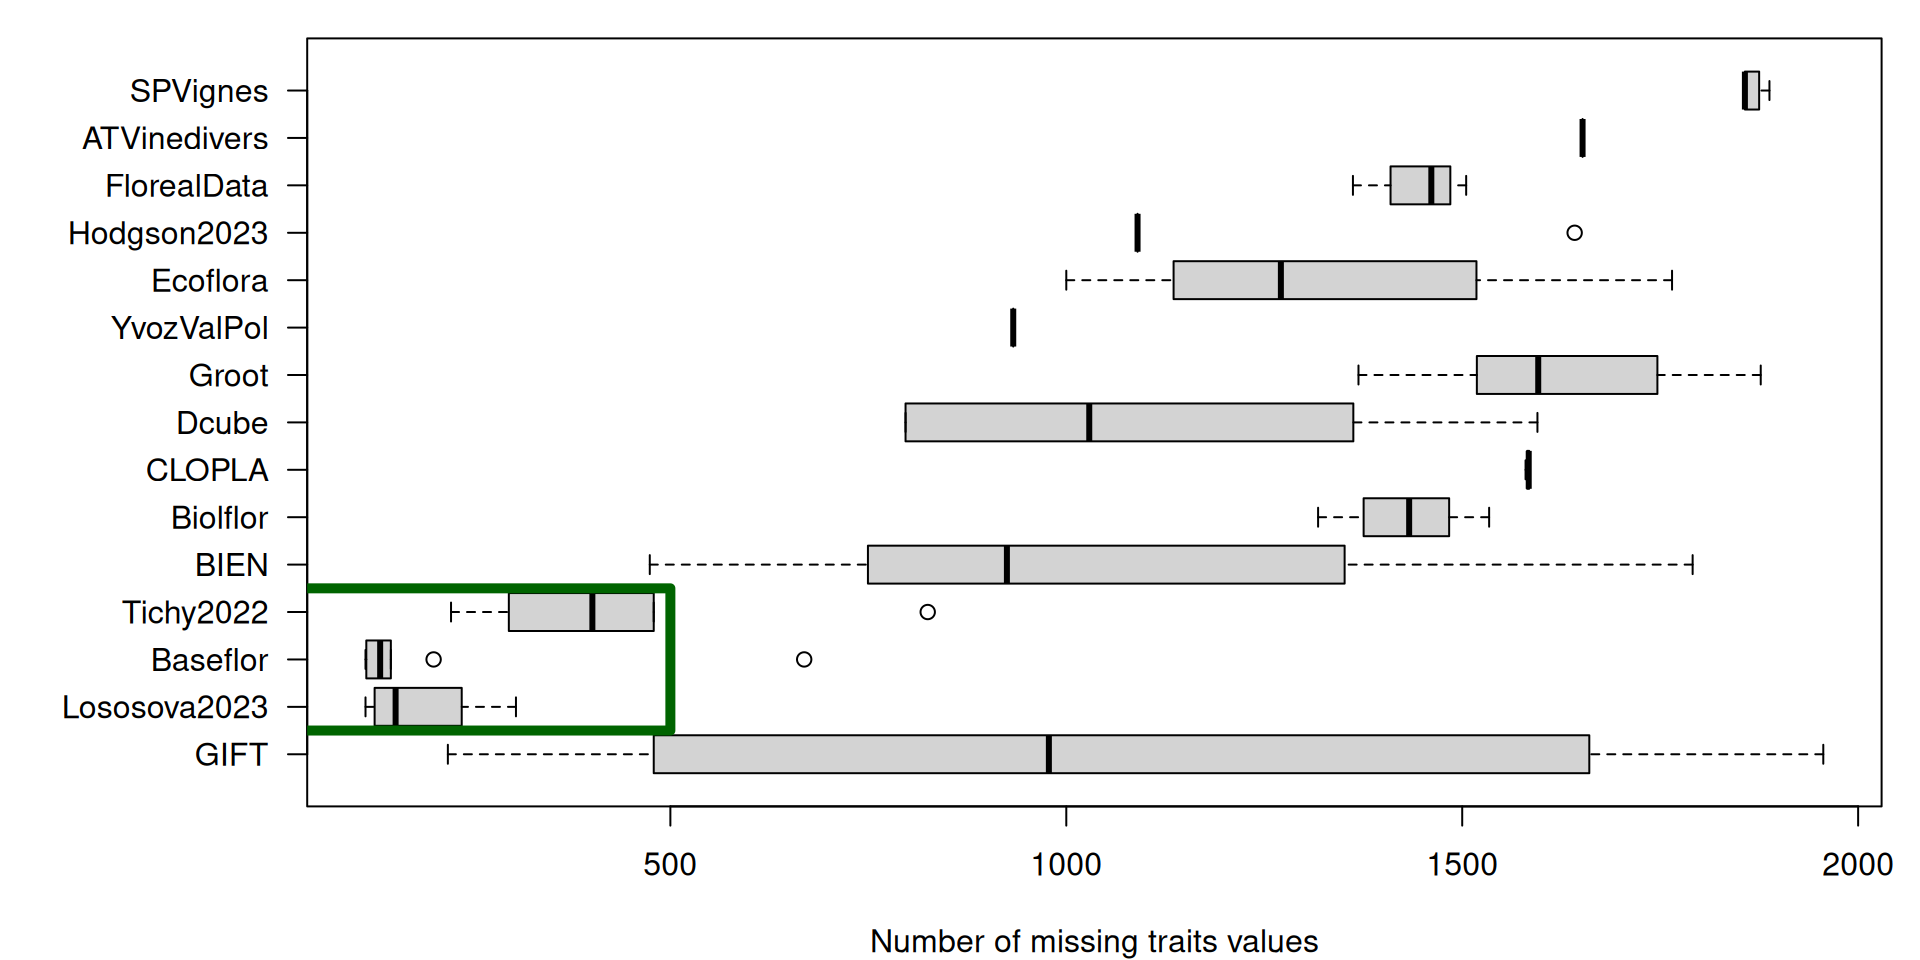 SPVignes
ATVinedivers
FlorealData
Hodgson2023
Ecoflora
YvozValPol
Groot
Dcube
CLOPLA
Biolflor
BIEN
Tichy2022
Baseflor
Lososova2023
GIFT
500 1000 1500 2000
Number of missing traits values